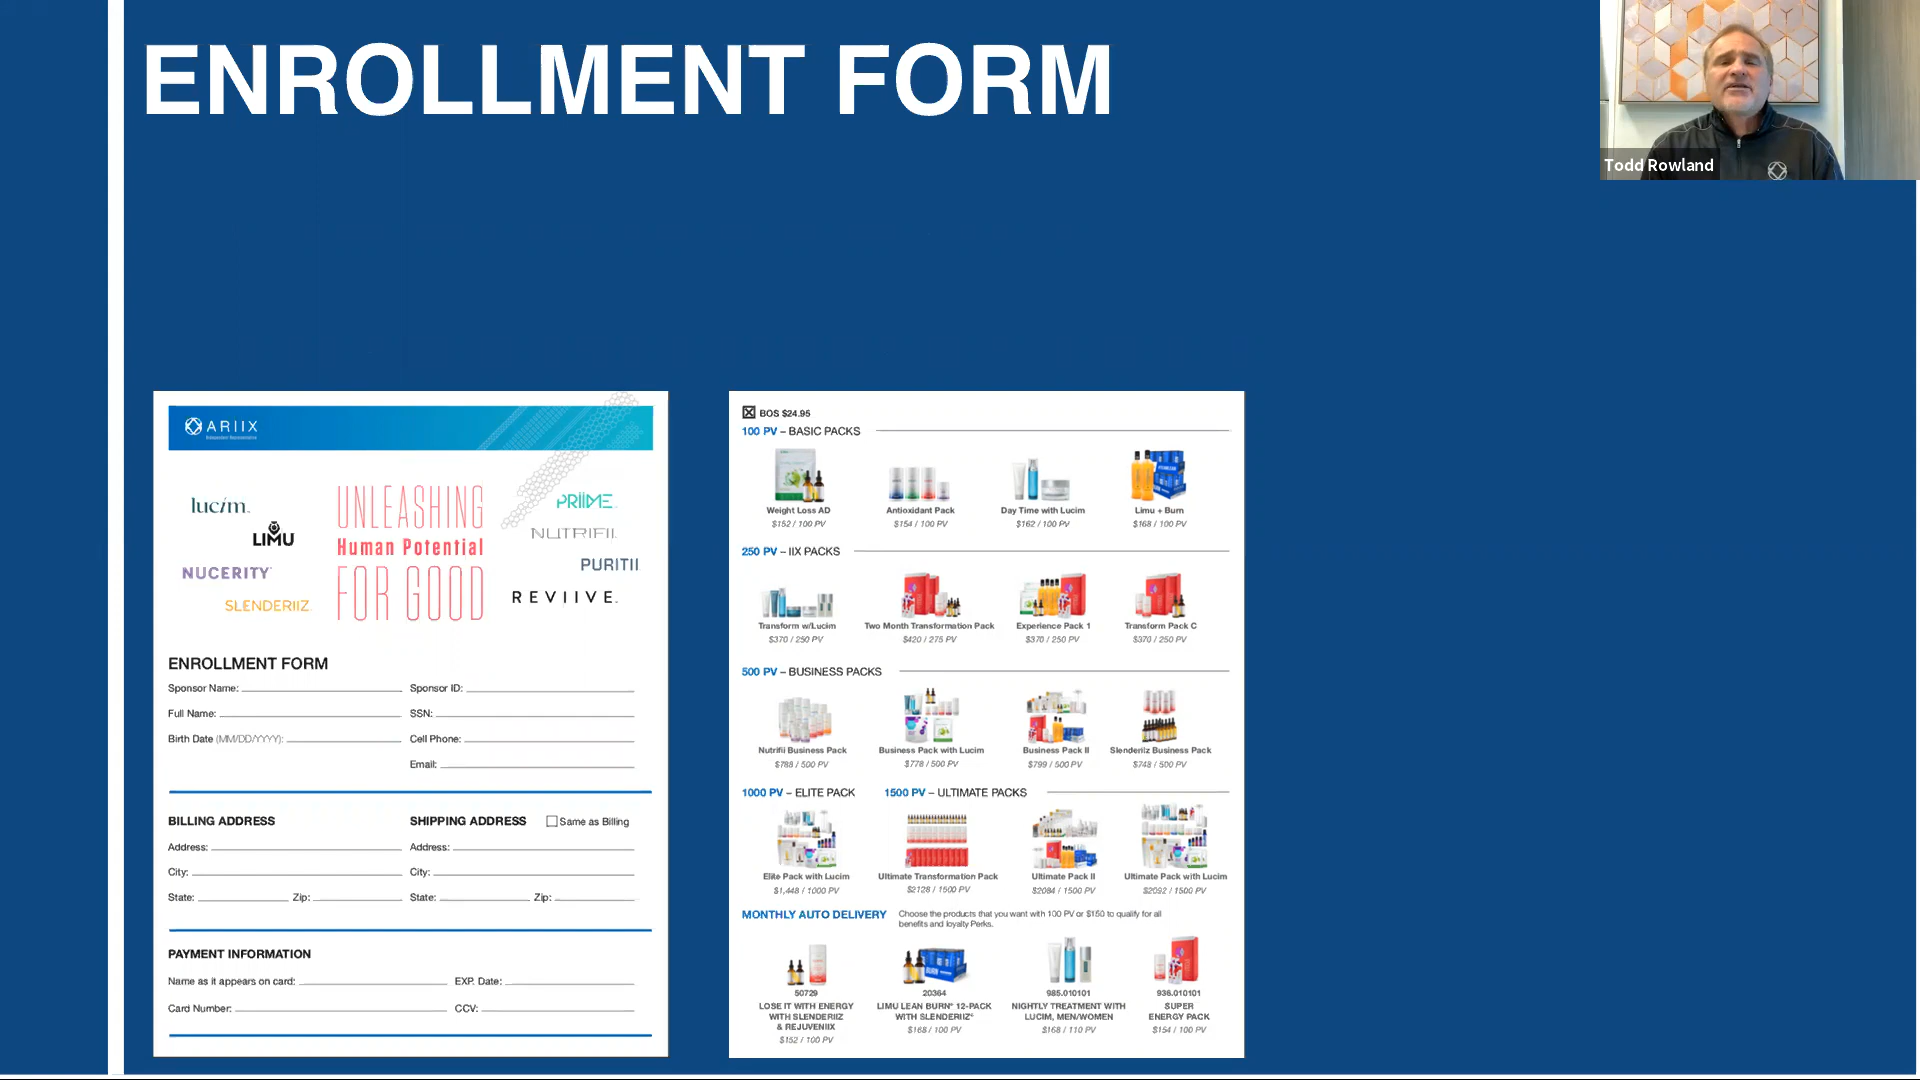 ENROLLMENT FORM
Todd Rowland
ARIIX
Independent Representative
lucim
LIMU
NUCERITY
SLENDERIIZ
UNLEASHING
Human Potential
FOR GOOD
PRIIME
NUTRIFII
PURITII
REVIIVE
ENROLLMENT FORM
Sponsor Name: Sponsor ID:
Full Name: SSN:
Birth Date (MM/DD/YYYY): Cell Phone:
Email:
BILLING ADDRESS SHIPPING ADDRESS Same as Billing
Address: Address:
City: City:
State: Zip: State: Zip:
PAYMENT INFORMATION
Name as it appears on card: EXP. Date:
Card Number: CCV:
BOS $24.95
100 PV – BASIC PACKS
Weight Loss AD Antioxidant Pack Day Time with Lucim Limu + Burn
$152 / 100 PV $154 / 100 PV $162 / 100 PV $168 / 100 PV
250 PV – IIX PACKS
Transform w/Lucim Two Month Transformation Pack Experience Pack 1 Transform Pack C
$370 / 250 PV $420 / 275 PV $370 / 250 PV $370 / 250 PV
500 PV – BUSINESS PACKS
Nutrifii Business Pack Business Pack with Lucim Business Pack II Slenderiiz Business Pack
$788 / 500 PV $778 / 500 PV $799 / 500 PV $748 / 500 PV
1000 PV – ELITE PACK 1500 PV – ULTIMATE PACKS
Elite Pack with Lucim Ultimate Transformation Pack Ultimate Pack II Ultimate Pack with Lucim
$1,448 / 1000 PV $2128 / 1500 PV $2084 / 1500 PV $2092 / 1500 PV
MONTHLY AUTO DELIVERY Choose the products that you want with 100 PV or $150 to qualify for all
benefits and loyalty Perks.
50729 20364 985.010101 936.010101
LOSE IT WITH ENERGY LIMU LEAN BURN® 12-PACK NIGHTLY TREATMENT WITH SUPER
WITH SLENDERIIZ WITH SLENDERIIZ® LUCIM, MEN/WOMEN ENERGY PACK
& REJUVENIIX $168 / 100 PV $168 / 110 PV $154 / 100 PV
$152 / 100 PV